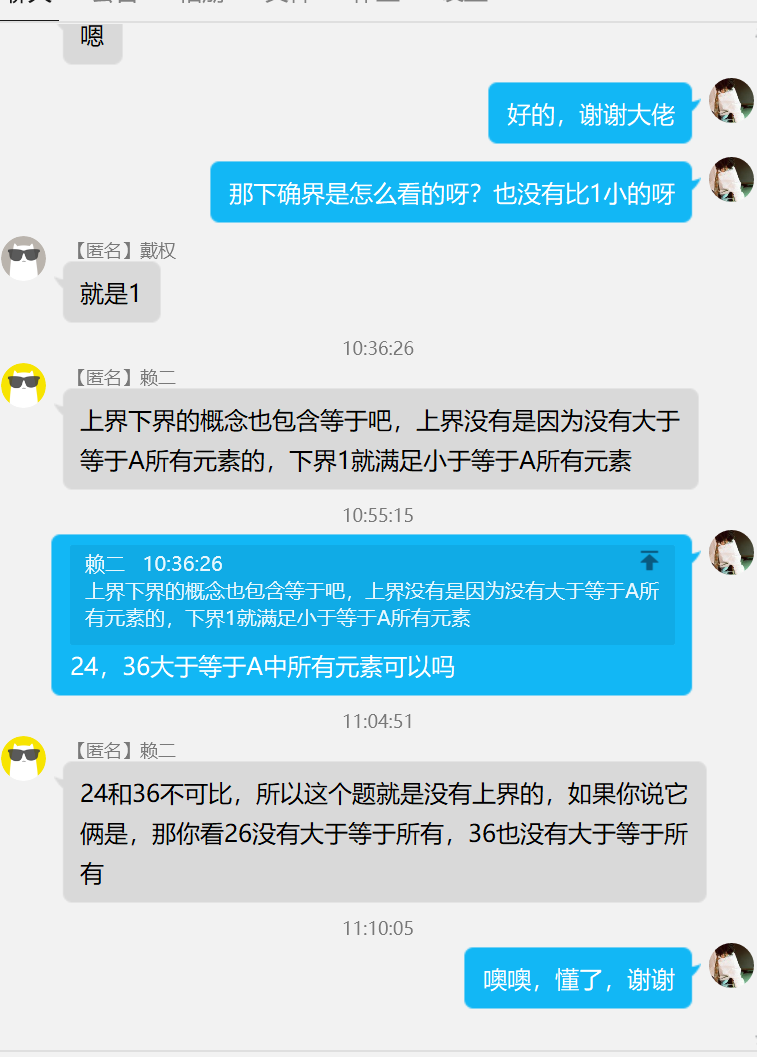 嗯
好的，谢谢大佬
那下确界是怎么看的呀？也没有比1小的呀
【匿名】戴权
就是1
10:36:26
【匿名】赖二
上界下界的概念也包含等于吧，上界没有是因为没有大于
等于A所有元素的，下界1就满足小于等于A所有元素
10:55:15
赖二 10:36:26
上界下界的概念也包含等于吧，上界没有是因为没有大于等于A所
有元素的，下界1就满足小于等于A所有元素
24，36大于等于A中所有元素可以吗
11:04:51
【匿名】赖二
24和36不可比，所以这个题就是没有上界的，如果你说它
俩是，那你看26没有大于等于所有，36也没有大于等于所
有
11:10:05
噢噢，懂了，谢谢